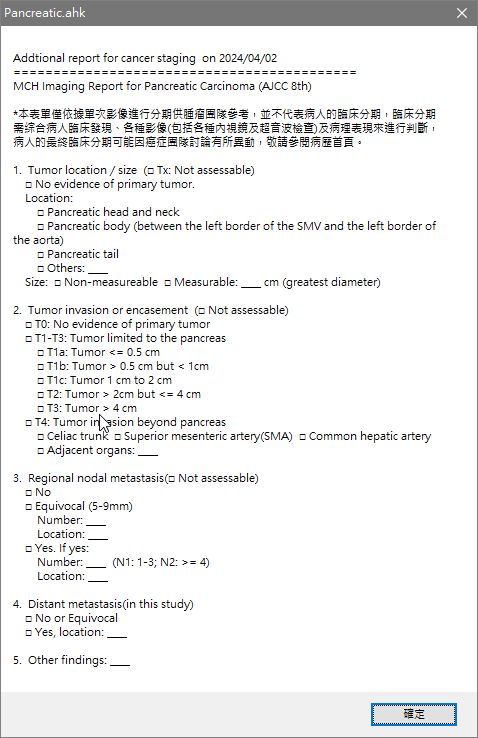 Pancreatic.ahk
Addtional report for cancer staging  on 2024/04/02
===========================================
MCH Imaging Report for Pancreatic Carcinoma (AJCC 8th)
*本表單僅依據單次影像進行分期供腫瘤團隊參考，並不代表病人的臨床分期，臨床分期
需綜合病人臨床發現、各種影像(包括各種內視鏡及超音波檢查)及病理表現來進行判斷，
病人的最終臨床分期可能因癌症團隊討論有所異動，敬請參閱病歷首頁。
1.  Tumor location / size  (□ Tx: Not assessable)
□ No evidence of primary tumor.
Location:
□ Pancreatic head and neck
□ Pancreatic body (between the left border of the SMV and the left border of
the aorta)
□ Pancreatic tail
□ Others: ____
Size:  □ Non-measureable  □ Measurable: ____ cm (greatest diameter)
2.  Tumor invasion or encasement  (□ Not assessable)
□ T0: No evidence of primary tumor
□ T1-T3: Tumor limited to the pancreas
□ T1a: Tumor <= 0.5 cm
□ T1b: Tumor > 0.5 cm but < 1cm
□ T1c: Tumor 1 cm to 2 cm
□ T2: Tumor > 2cm but <= 4 cm
□ T3: Tumor > 4 cm
□ T4: Tumor invasion beyond pancreas
□ Celiac trunk  □ Superior mesenteric artery(SMA)  □ Common hepatic artery
□ Adjacent organs: ____
3.  Regional nodal metastasis(□ Not assessable)
□ No
□ Equivocal (5-9mm)
Number: ____
Location: ____
□ Yes. If yes:
Number: ____  (N1: 1-3; N2: >= 4)
Location: ____
4.  Distant metastasis(in this study)
□ No or Equivocal
□ Yes, location: ____
5.  Other findings: ____
確定